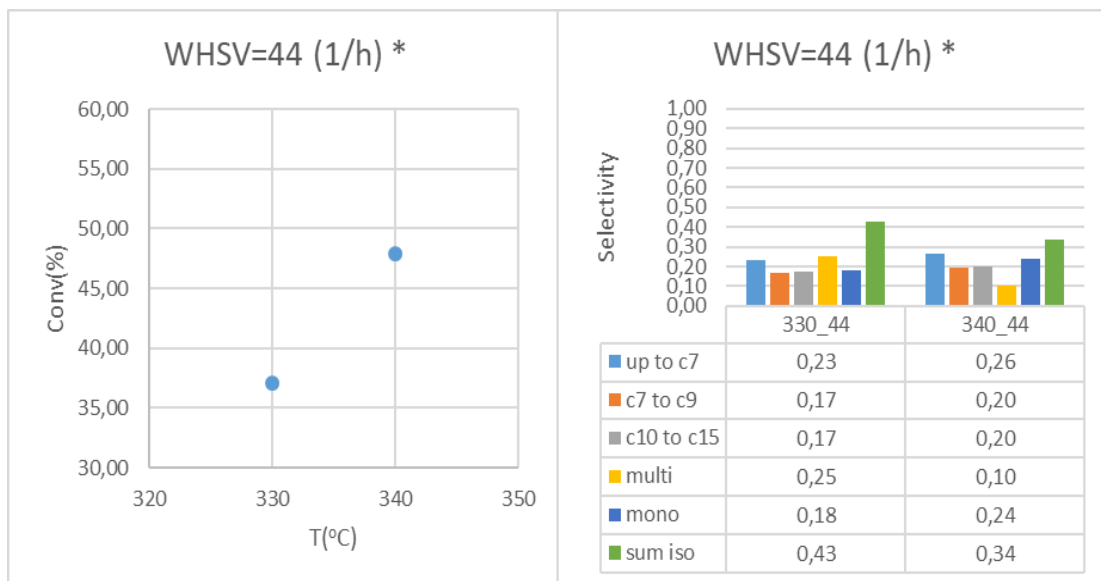 WHSV=44 (1/h) *
60,00
55,00
50,00
45,00
40,00
35,00
30,00
320
330
340
350
Conv(%)
T(ºC)
WHSV=44 (1/h) *
Selectivity
1,00
0,90
0,80
0,70
0,60
0,50
0,40
0,30
0,20
0,10
0,00
330_44 340_44
up to c7 0,23 0,26
c7 to c9 0,17 0,20
c10 to c15 0,17 0,20
multi 0,25 0,10
mono 0,18 0,24
sum iso 0,43 0,34